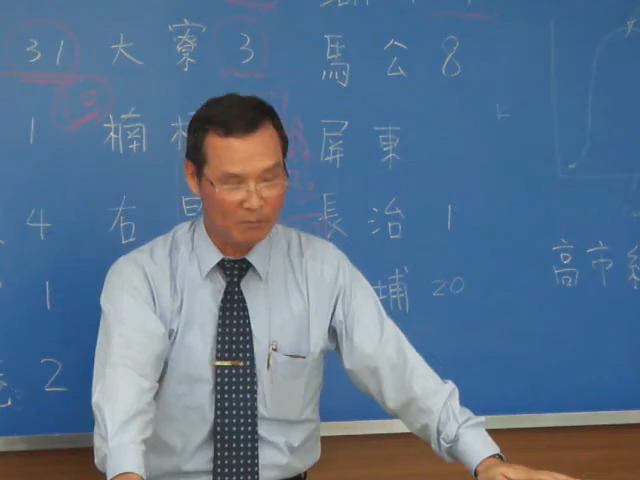 31 大寮 3 馬公 8
1 楠 屏東
4 右 長治 1 高市
1 埔 20
2